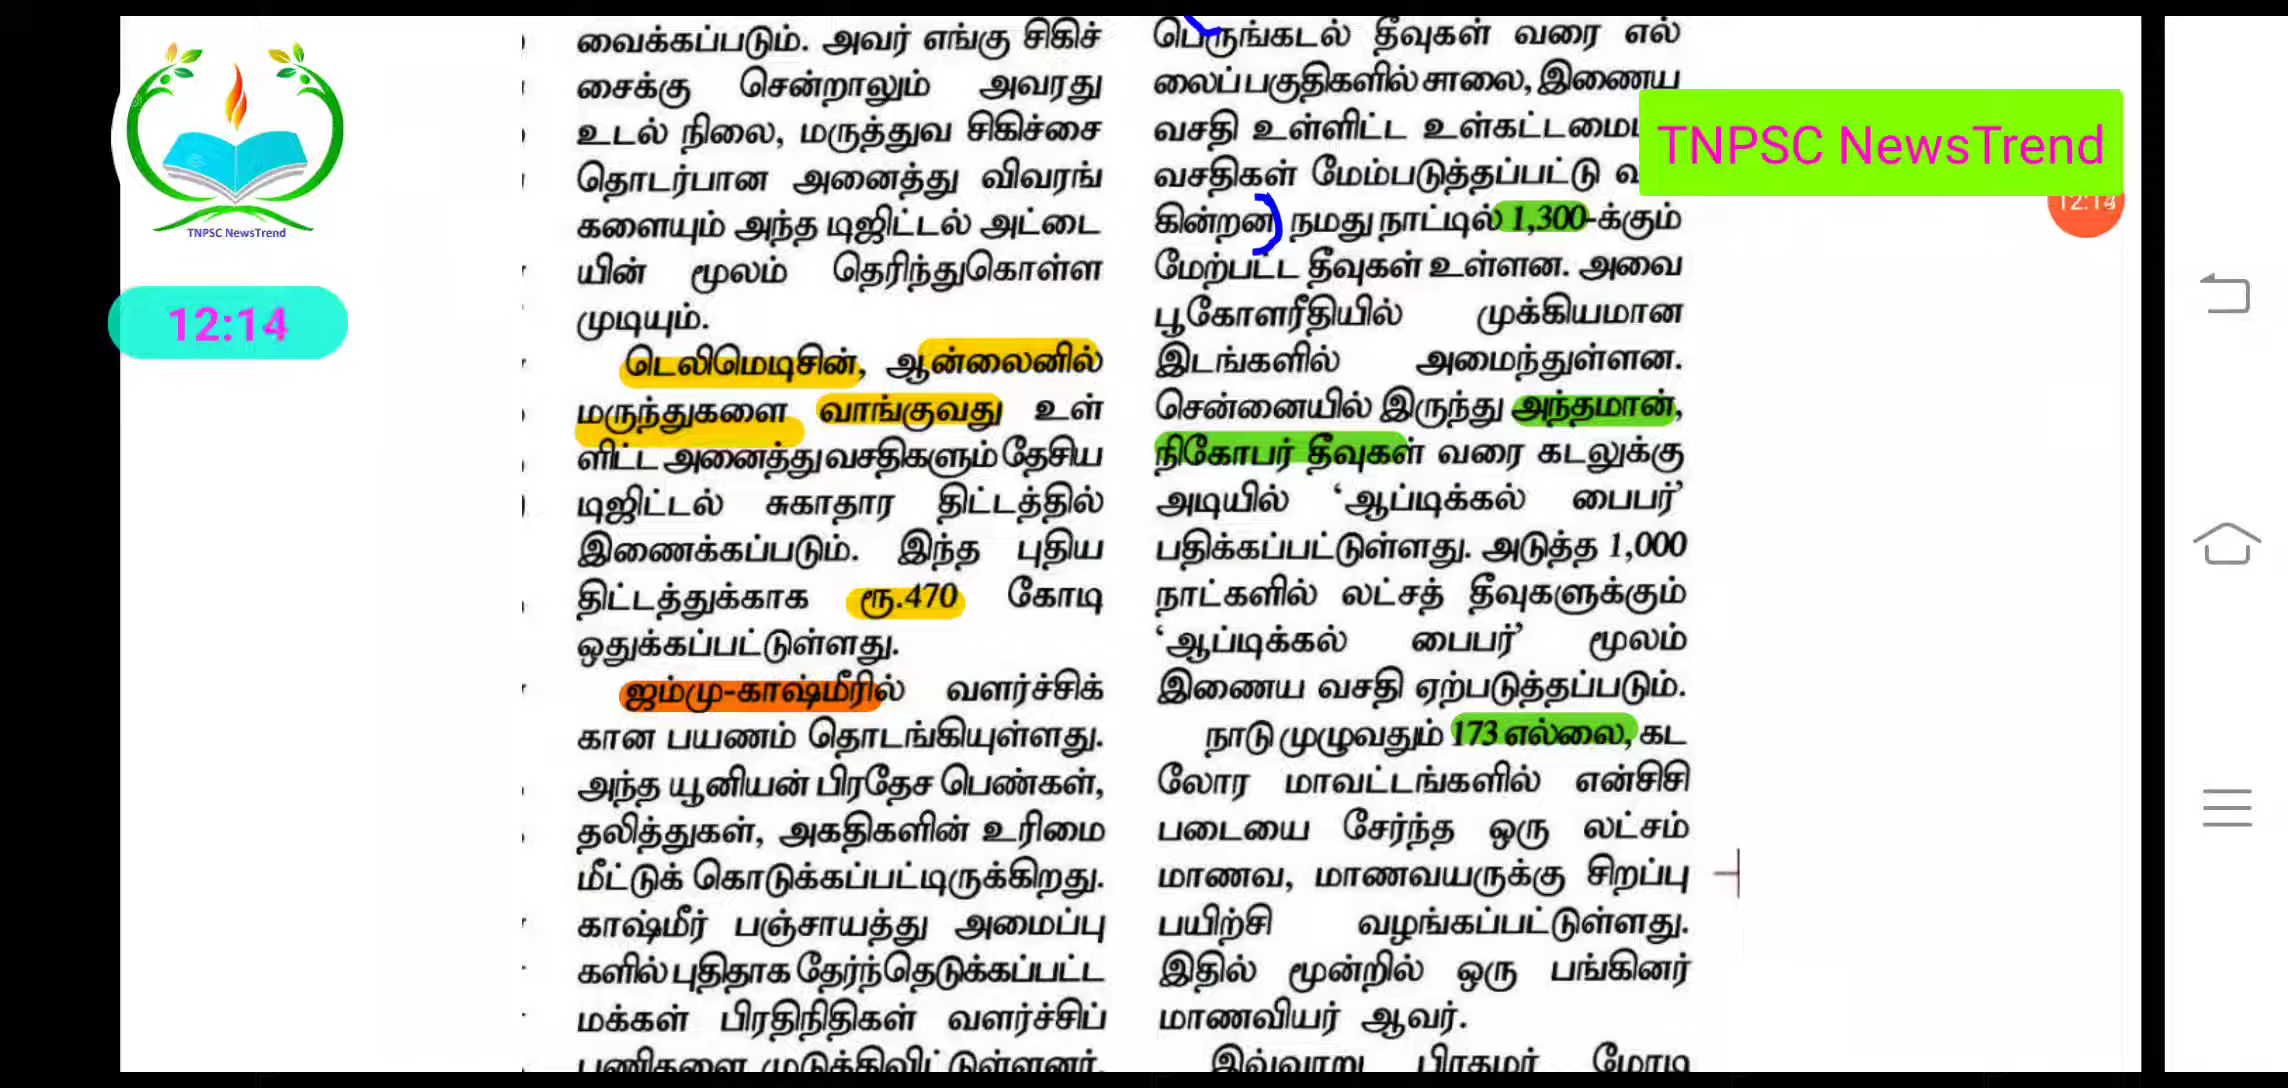 TNPSC NewsTrend
12:14
வைக்கப்படும். அவர் எங்கு சிகிச்
சைக்கு சென்றாலும் அவரது
உடல் நிலை, மருத்துவ சிகிச்சை
தொடர்பான அனைத்து விவரங்
களையும் அந்த டிஜிட்டல் அட்டை
யின் மூலம் தெரிந்துகொள்ள
முடியும்.
டெலிமெடிசின், ஆன்லைனில்
மருந்துகளை வாங்குவது உள்
ளிட்ட அனைத்து வசதிகளும் தேசிய
டிஜிட்டல் சுகாதார திட்டத்தில்
இணைக்கப்படும். இந்த புதிய
திட்டத்துக்காக ரூ.470 கோடி
ஒதுக்கப்பட்டுள்ளது.
ஜம்மு-காஷ்மீரில் வளர்ச்சிக்
கான பயணம் தொடங்கியுள்ளது.
அந்த யூனியன் பிரதேச பெண்கள்,
தலித்துகள், அகதிகளின் உரிமை
மீட்டுக் கொடுக்கப்பட்டிருக்கிறது.
காஷ்மீர் பஞ்சாயத்து அமைப்பு
களில் புதிதாக தேர்ந்தெடுக்கப்பட்ட
மக்கள் பிரதிநிதிகள் வளர்ச்சிப்
பணிகளை முடுக்கிவிட்டுள்ளனர்.
பெருங்கடல் தீவுகள் வரை எல்
லைப் பகுதிகளில் சாலை, இணைய
வசதி உள்ளிட்ட
வசதிகள் மேம்படுத்தப்பட்டு
கின்றன நமது நாட்டில் 1,300-க்கும்
மேற்பட்ட தீவுகள் உள்ளன. அவை
பூகோளரீதியில் முக்கியமான
இடங்களில் அமைந்துள்ளன.
சென்னையில் இருந்து அந்தமான்,
நிகோபர் தீவுகள் வரை கடலுக்கு
அடியில் ‘ஆப்டிக்கல் பைபர்’
பதிக்கப்பட்டுள்ளது. அடுத்த 1,000
நாட்களில் லட்சத் தீவுகளுக்கும்
‘ஆப்டிக்கல் பைபர்’ மூலம்
இணைய வசதி ஏற்படுத்தப்படும்.
நாடு முழுவதும் 173 எல்லை, கட
லோர மாவட்டங்களில் என்சிசி
படையை சேர்ந்த ஒரு லட்சம்
மாணவ, மாணவயருக்கு சிறப்பு
பயிற்சி வழங்கப்பட்டுள்ளது.
இதில் மூன்றில் ஒரு பங்கினர்
மாணவியர் ஆவர்.
இவ்வாறு பிரதமர் மோடி
TNPSC NewsTrend